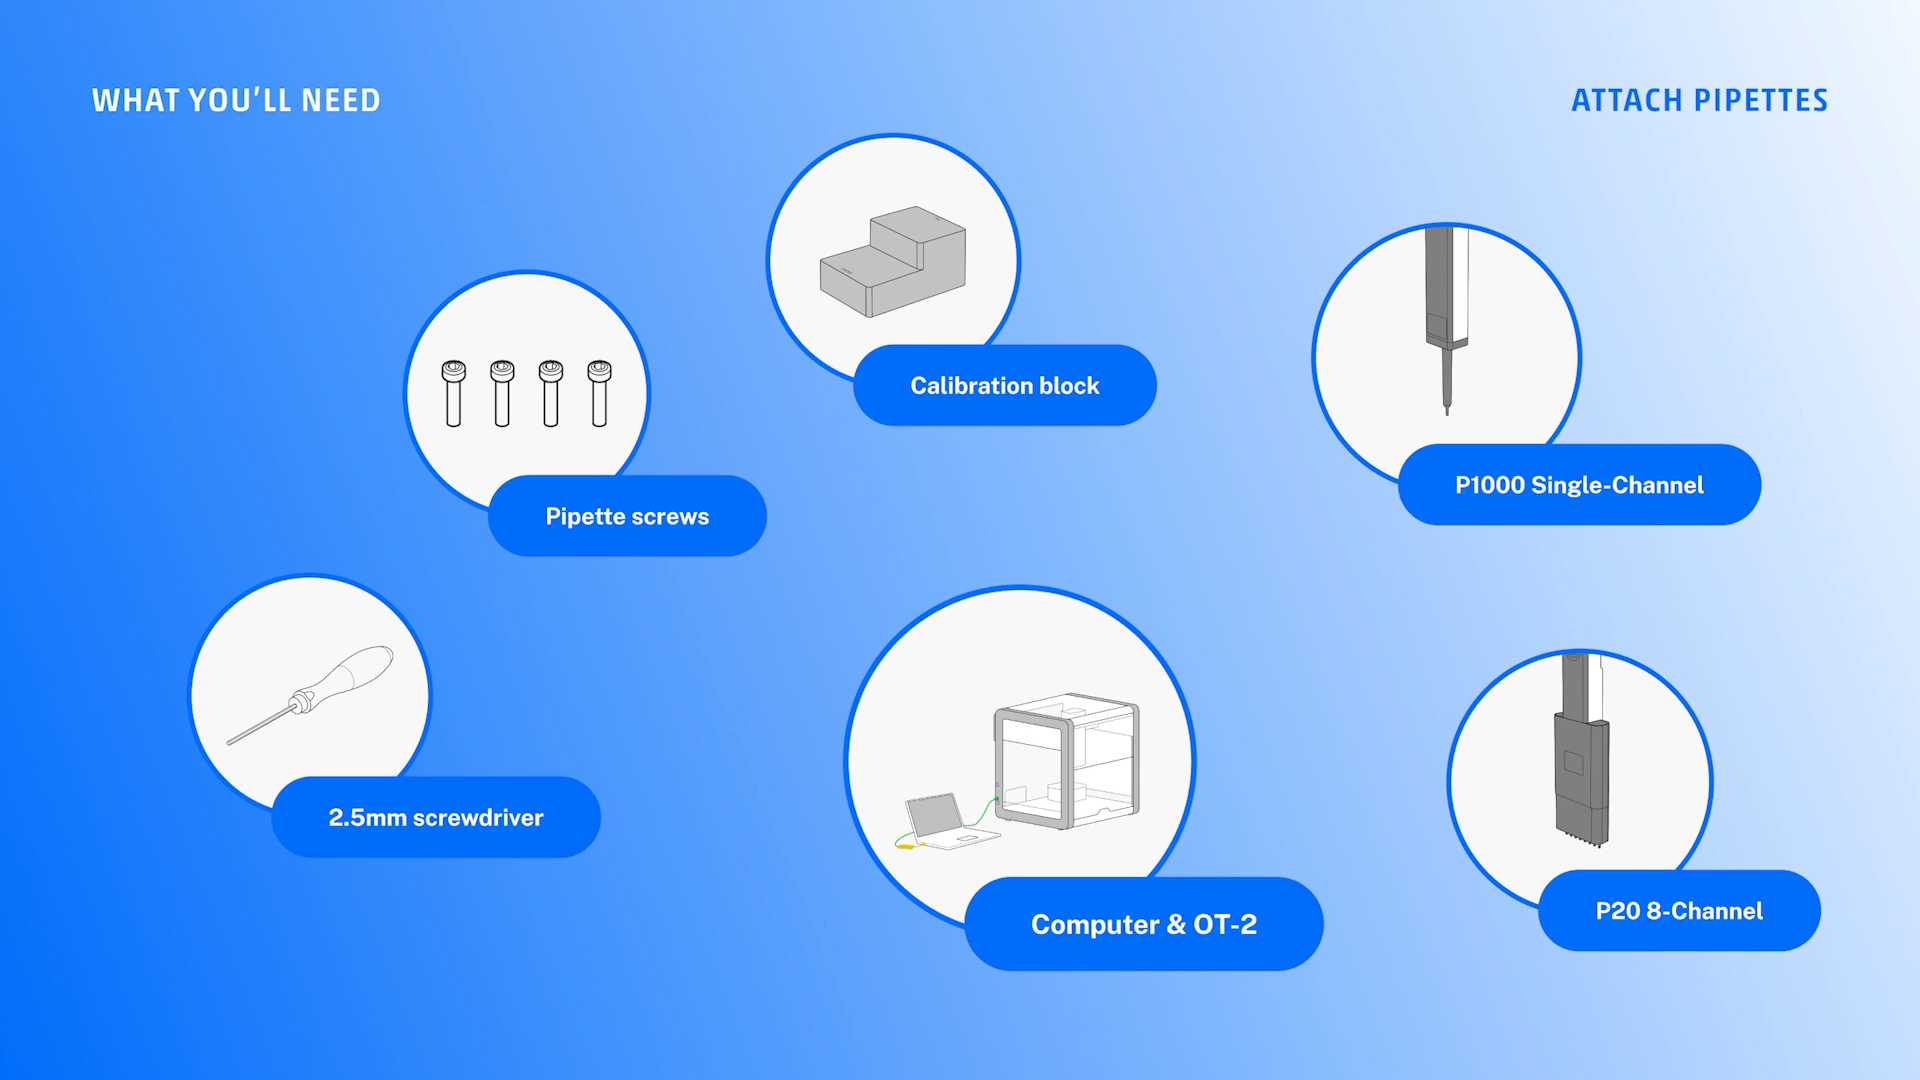 WHAT YOU'LL NEED
ATTACH PIPETTES
Calibration block
P1000 Single-Channel
Pipette screws
2.5mm screwdriver
Computer & OT-2
P20 8-Channel